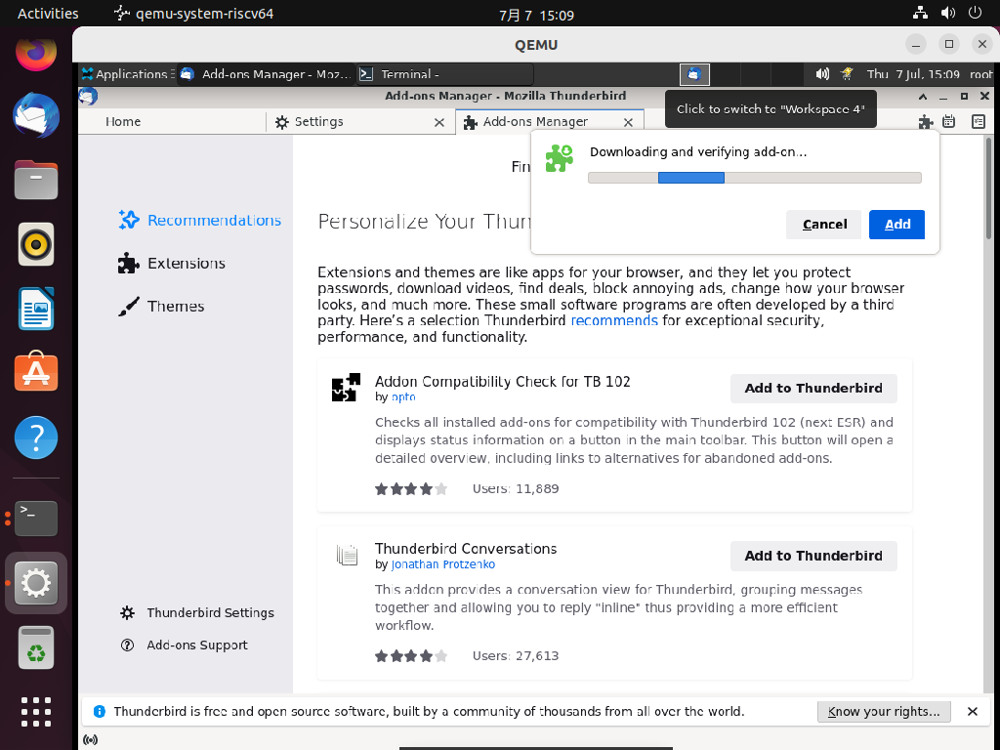 Activities
qemu-system-riscv64
7月 7 15:09
QEMU
Applications
Add-ons Manager - Moz...
Terminal -
Thu 7 Jul, 15:09
root
Add-ons Manager - Mozilla Thunderbird
Click to switch to "Workspace 4"
Home
Settings
Add-ons Manager
Downloading and verifying add-on…
Cancel
Add
Fin
Recommendations
Extensions
Themes
Personalize Your Thun
Extensions and themes are like apps for your browser, and they let you protect
passwords, download videos, find deals, block annoying ads, change how your browser
looks, and much more. These small software programs are often developed by a third
party. Here’s a selection Thunderbird recommends for exceptional security,
performance, and functionality.
Addon Compatibility Check for TB 102
by opto
Add to Thunderbird
Checks all installed add-ons for compatibility with Thunderbird 102 (next ESR) and
displays status information on a button in the main toolbar. This button will open a
detailed overview, including links to alternatives for abandoned add-ons.
Users: 11,889
Thunderbird Conversations
by Jonathan Protzenko
Add to Thunderbird
This addon provides a conversation view for Thunderbird, grouping messages
together and allowing you to reply "inline" thus providing a more efficient
workflow.
Users: 27,613
Thunderbird Settings
Add-ons Support
Thunderbird is free and open source software, built by a community of thousands from all over the world.
Know your rights…